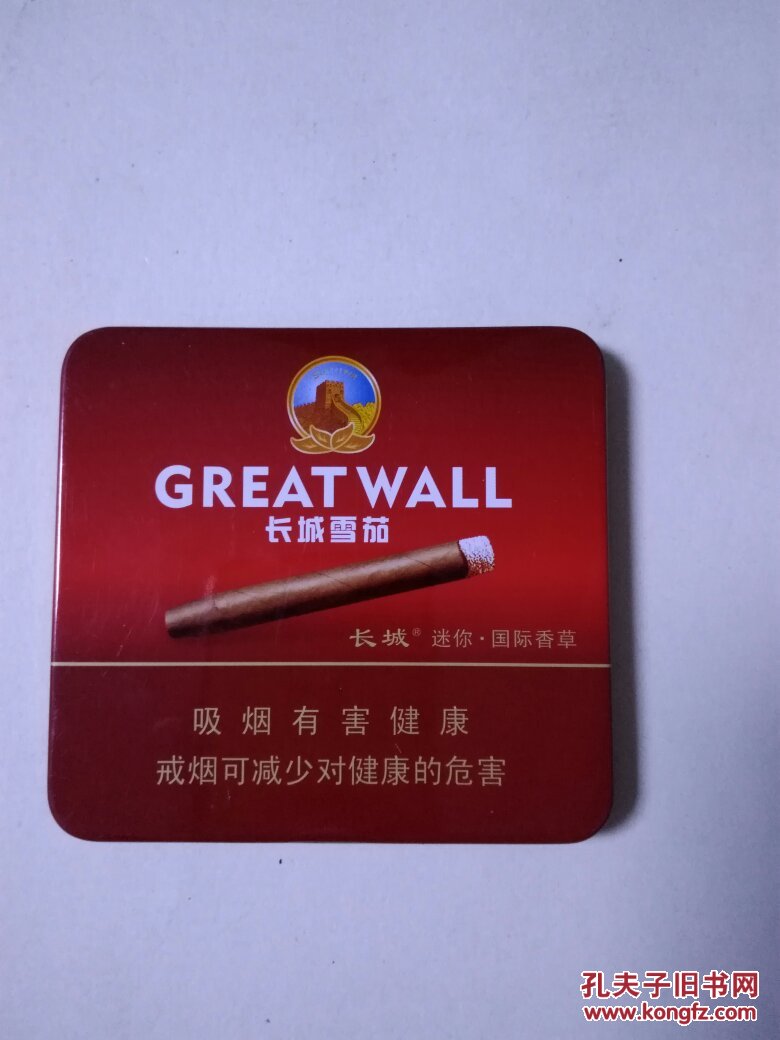 GREAT WALL
长城雪茄
长城® 迷你·国际香草
吸烟有害健康
戒烟可减少对健康的危害
孔夫子旧书网
www.kongfz.com